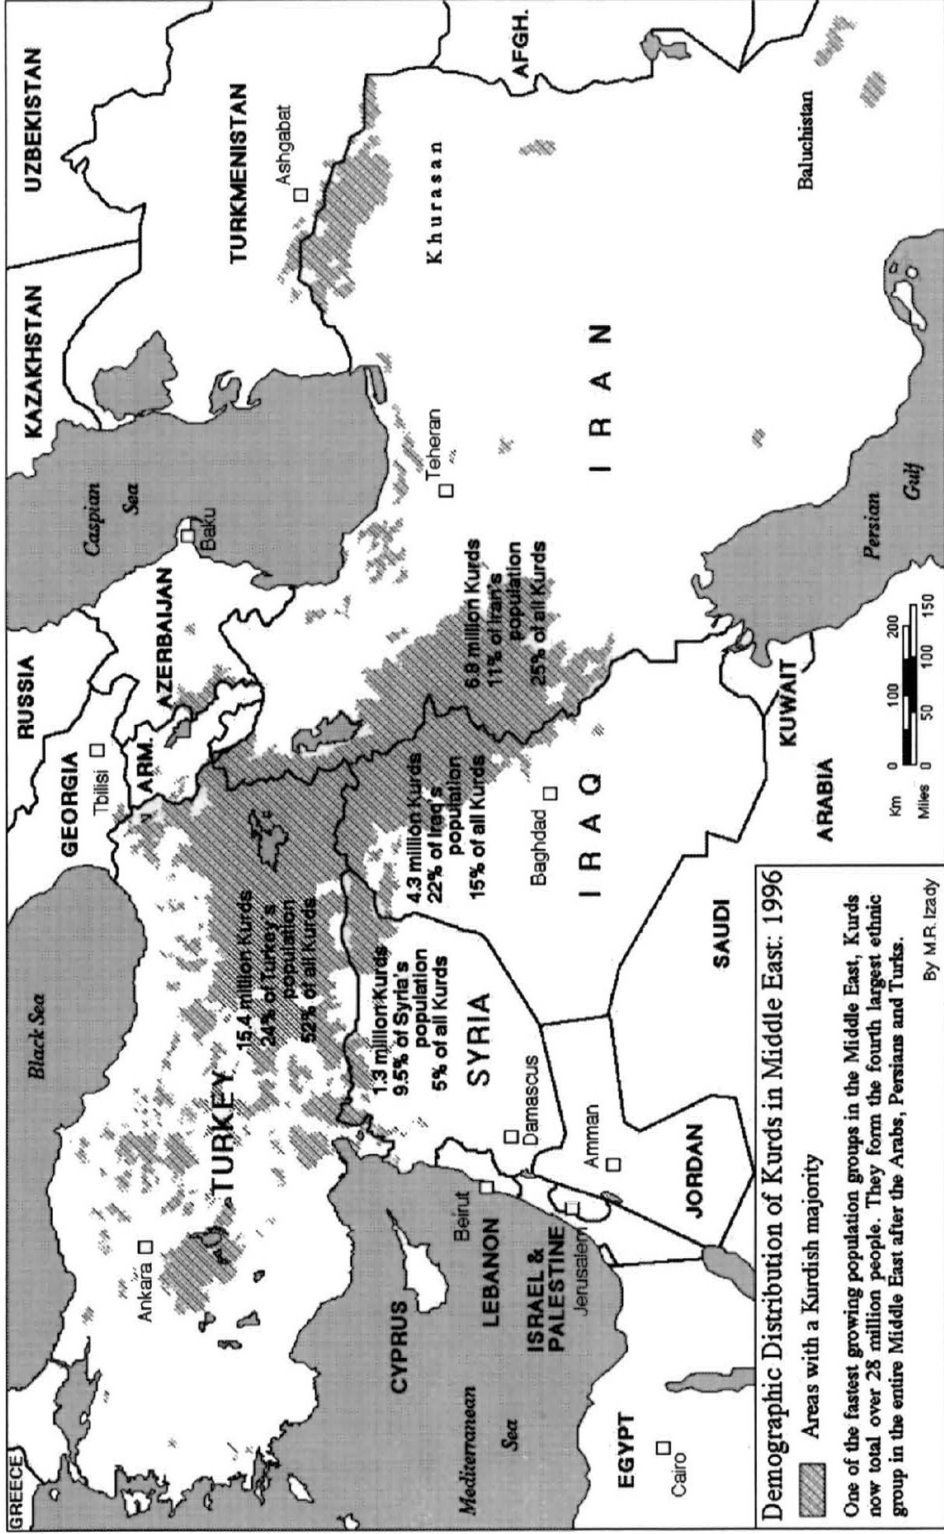 GREECE
Black Sea
RUSSIA
KAZAKHSTAN
UZBEKISTAN
GEORGIA
Tbilisi
ARM.
AZERBAIJAN
Caspian
Sea
Baku
TURKMENISTAN
Ashgabat
Ankara
TURKEY
15.4 million Kurds
24% of Turkey's
population
52% of all Kurds
Teheran
Khurasan
AFGH.
CYPRUS
1.3 million Kurds
9.5% of Syria's
population
5% of all Kurds
4.3 million Kurds
22% of Iraq's
population
15% of all Kurds
6.8 million Kurds
11% of Iran's
population
25% of all Kurds
Mediterranean
Sea
Beirut
LEBANON
SYRIA
Damascus
ISRAEL &
PALESTINE
Jerusalem
Amman
Baghdad
IRAQ
IRAN
EGYPT
Cairo
JORDAN
SAUDI
ARABIA
KUWAIT
Persian
Gulf
Baluchistan
Km 0 100 200
Miles 0 50 100 150
Demographic Distribution of Kurds in Middle East: 1996
Areas with a Kurdish majority
One of the fastest growing population groups in the Middle East, Kurds
now total over 28 million people. They form the fourth largest ethnic
group in the entire Middle East after the Arabs, Persians and Turks.
By M.R. Izady